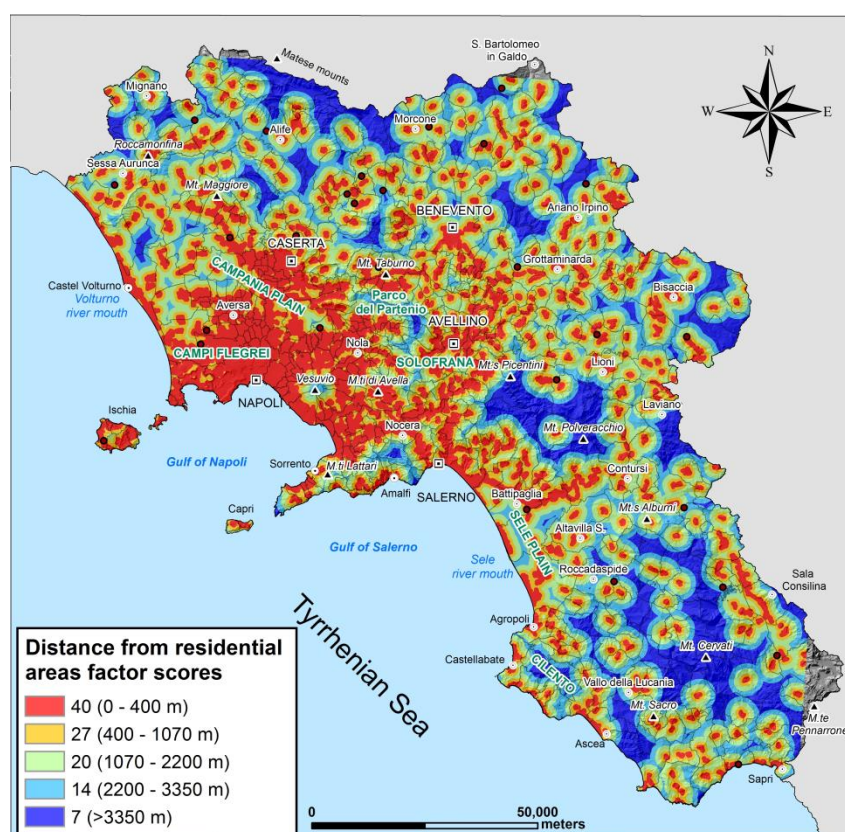 S. Bartolomeo
in Galdo
Matese mounts
N
W
E
S
Mignano
Morcone
Alife
Roccamonfina
Sessa Aurunca
Mt. Maggiore
BENEVENTO
Ariano Irpino
CASERTA
Grottaminarda
Mt. Taburno
Castel Volturno
Volturno
river mouth
CAMPANIA PLAIN
Bisaccia
Aversa
Parco
del Partenio
AVELLINO
CAMPI FLEGREI
Nola
SOLOFRANA
Mt.s Picentini
Lioni
Vesuvio
M.ti di Avella
NAPOLI
Ischia
Laviano
Nocera
Mt. Polveracchio
Gulf of Napoli
Sorrento
M.ti Lattari
Contursi
Amalfi
SALERNO
Battipaglia
Capri
Mt.s Alburni
SELE PLAIN
Altavilla S.
Gulf of Salerno
Sele
river mouth
Roccadaspide
Sala
Consilina
Tyrrhenian Sea
Agropoli
Castellabate
CILENTO
Mt. Cervati
Vallo della Lucania
Mt. Sacro
M.te
Pennarrone
Ascea
Sapri
Distance from residential
areas factor scores
40 (0 - 400 m)
27 (400 - 1070 m)
20 (1070 - 2200 m)
14 (2200 - 3350 m)
7 (>3350 m)
0
50,000
meters